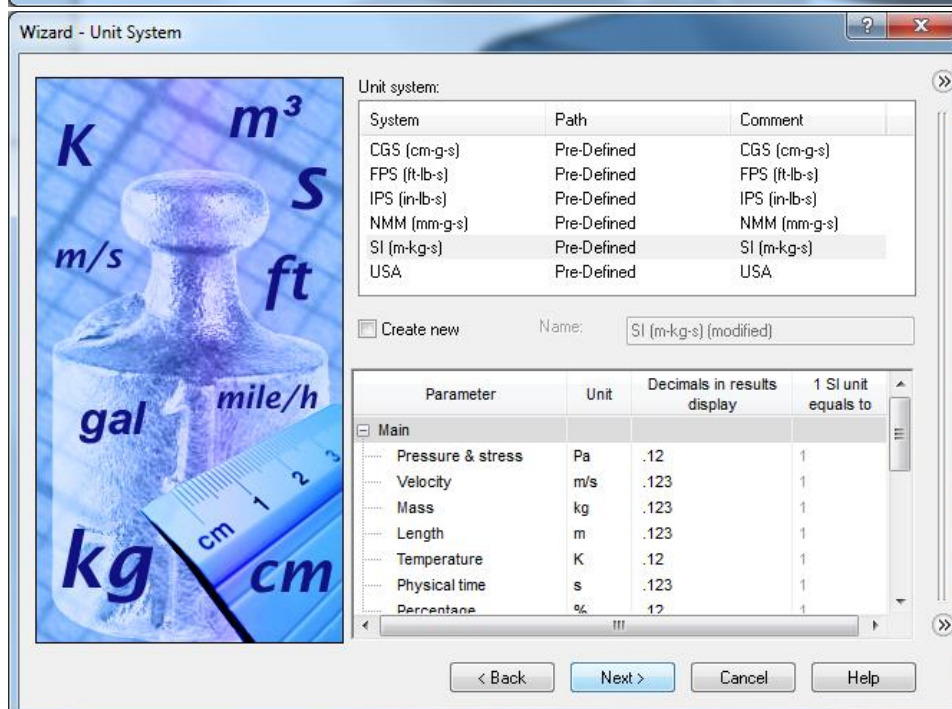 Wizard - Unit System
K
m³
s
m/s
ft
gal
mile/h
cm 1 2 3
kg
cm
Unit system:
System Path Comment
CGS (cm-g-s) Pre-Defined CGS (cm-g-s)
FPS (ft-lb-s) Pre-Defined FPS (ft-lb-s)
IPS (in-lb-s) Pre-Defined IPS (in-lb-s)
NMM (mm-g-s) Pre-Defined NMM (mm-g-s)
SI (m-kg-s) Pre-Defined SI (m-kg-s)
USA Pre-Defined USA
Create new Name: SI (m-kg-s) (modified)
Parameter Unit Decimals in results display 1 SI unit equals to
Main
Pressure & stress Pa .12 1
Velocity m/s .123 1
Mass kg .123 1
Length m .123 1
Temperature K .12 1
Physical time s .123 1
Percentage % .12 1
< Back Next > Cancel Help